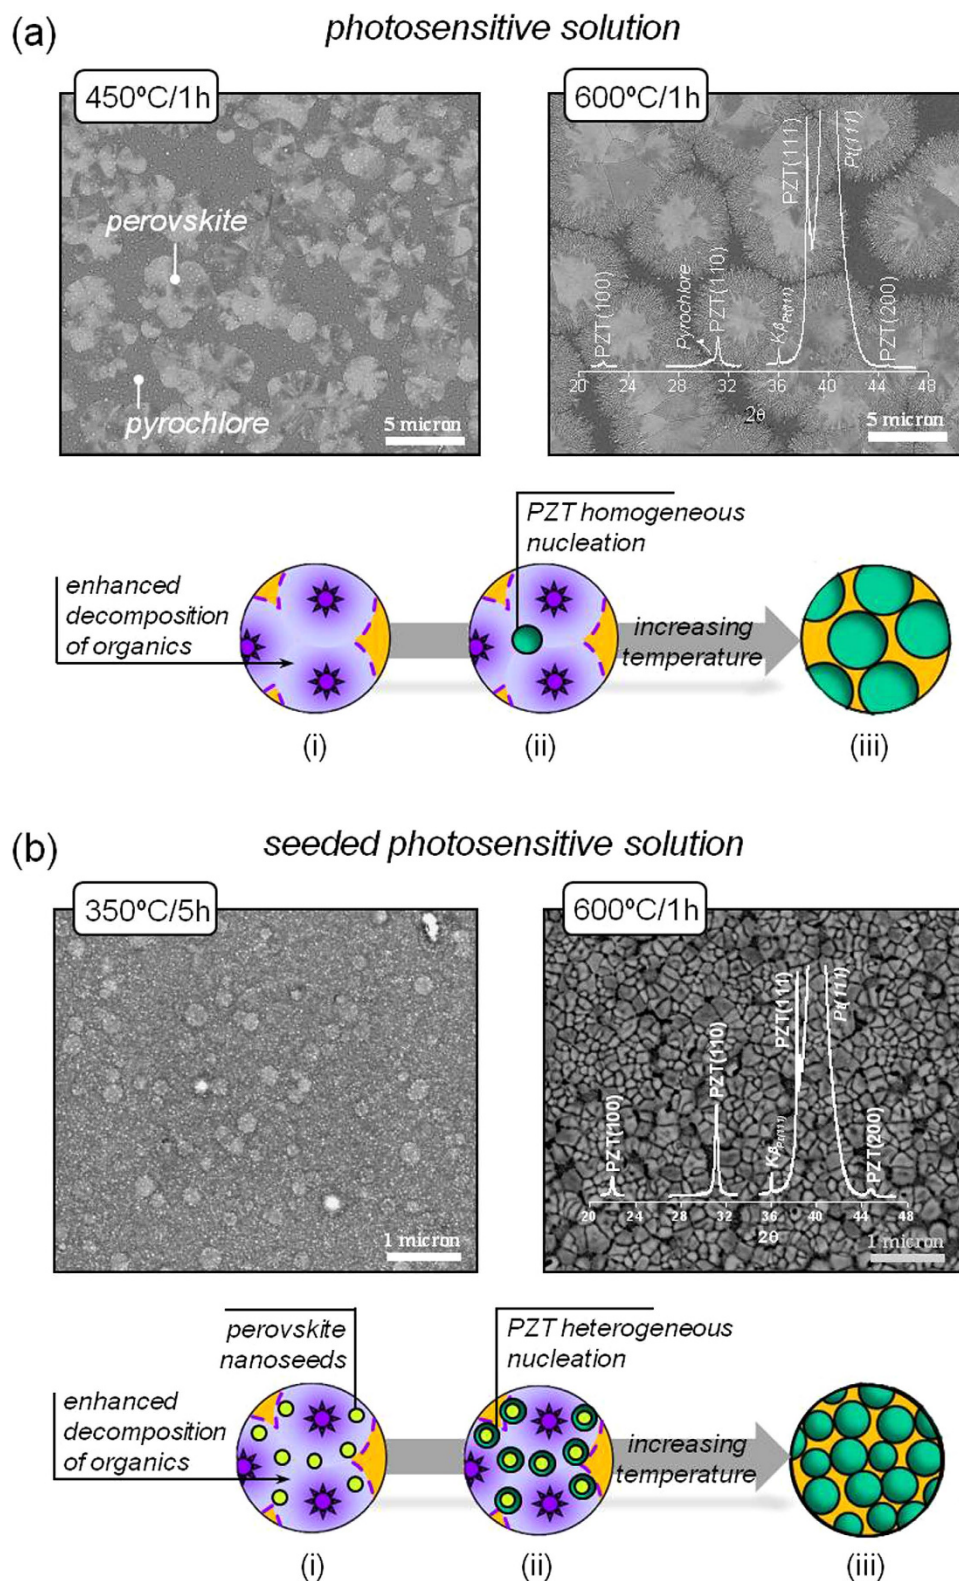 (a)
photosensitive solution
450ºC/1h
600ºC/1h
perovskite
pyrochlore
5 micron
PZT(100)
Pyrochlore
PZT(110)
Kβ Pt(111)
PZT(111)
Pt(111)
PZT(200)
20 24 28 32 36 40 44 48
2θ
5 micron
enhanced
decomposition
of organics
PZT homogeneous
nucleation
increasing
temperature
(i)
(ii)
(iii)
(b)
seeded photosensitive solution
350ºC/5h
600ºC/1h
1 micron
PZT(100)
PZT(110)
Kβ Pt(111)
PZT(111)
Pt(111)
PZT(200)
20 24 28 32 36 40 44 48
2θ
1 micron
perovskite
nanoseeds
enhanced
decomposition
of organics
PZT heterogeneous
nucleation
increasing
temperature
(i)
(ii)
(iii)